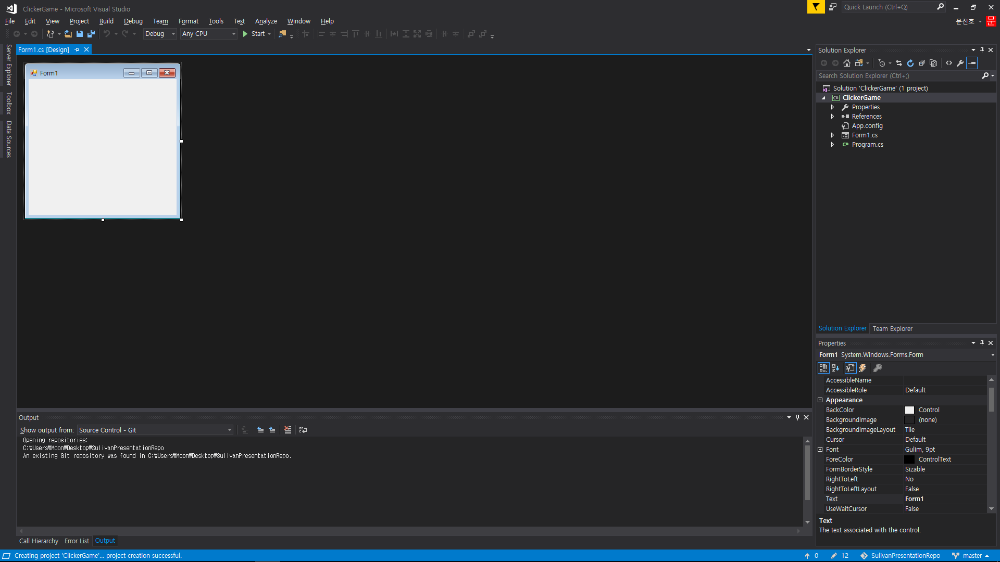 ClickerGame - Microsoft Visual Studio
Quick Launch (Ctrl+Q)
File Edit View Project Build Debug Team Format Tools Test Analyze Window Help
문진호
문
Debug
Any CPU
Start
Server Explorer
Toolbox
Data Sources
Form1.cs [Design]
Form1
Solution Explorer
Search Solution Explorer (Ctrl+;)
Solution 'ClickerGame' (1 project)
ClickerGame
Properties
References
App.config
Form1.cs
Program.cs
Solution Explorer Team Explorer
Properties
Form1 System.Windows.Forms.Form
AccessibleName
AccessibleRole Default
Appearance
BackColor Control
BackgroundImage (none)
BackgroundImageLayout Tile
Cursor Default
Font Gulim, 9pt
ForeColor ControlText
FormBorderStyle Sizable
RightToLeft No
RightToLeftLayout False
Text Form1
UseWaitCursor False
Text
The text associated with the control.
Output
Show output from: Source Control - Git
Opening repositories:
C:₩Users₩Moon₩Desktop₩SulivanPresentationRepo
An existing Git repository was found in C:₩Users₩Moon₩Desktop₩SulivanPresentationRepo.
Call Hierarchy Error List Output
Creating project 'ClickerGame'... project creation successful.
0 12 SulivanPresentationRepo master